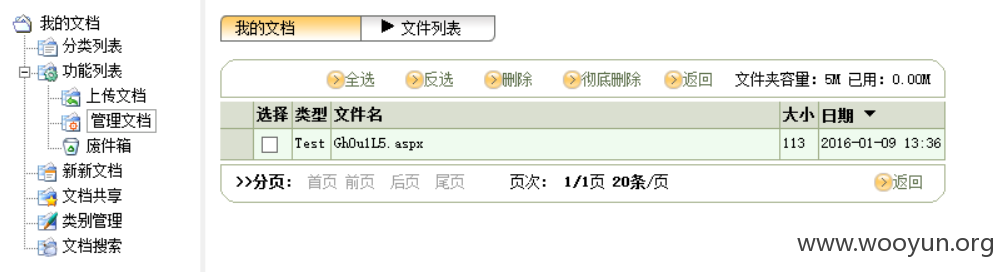 我的文档
分类列表
功能列表
上传文档
管理文档
废件箱
新新文档
文档共享
类别管理
文档搜索
我的文档 ▶ 文件列表
全选 反选 删除 彻底删除 返回 文件夹容量：5M 已用：0.00M
选择 类型 文件名 大小 日期 ▼
Test Gh0u1L5.aspx 113 2016-01-09 13:36
>>分页： 首页 前页 后页 尾页 页次： 1/1页 20条/页 返回
www.wooyun.org